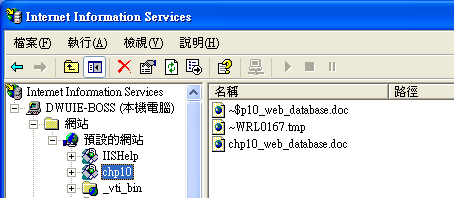 Internet Information Services
檔案(F) 執行(A) 檢視(V) 說明(H)
Internet Information Services
DWUIE-BOSS (本機電腦)
網站
預設的網站
IISHelp
chp10
_vti_bin
名稱 路徑
~$p10_web_database.doc
~WRL0167.tmp
chp10_web_database.doc